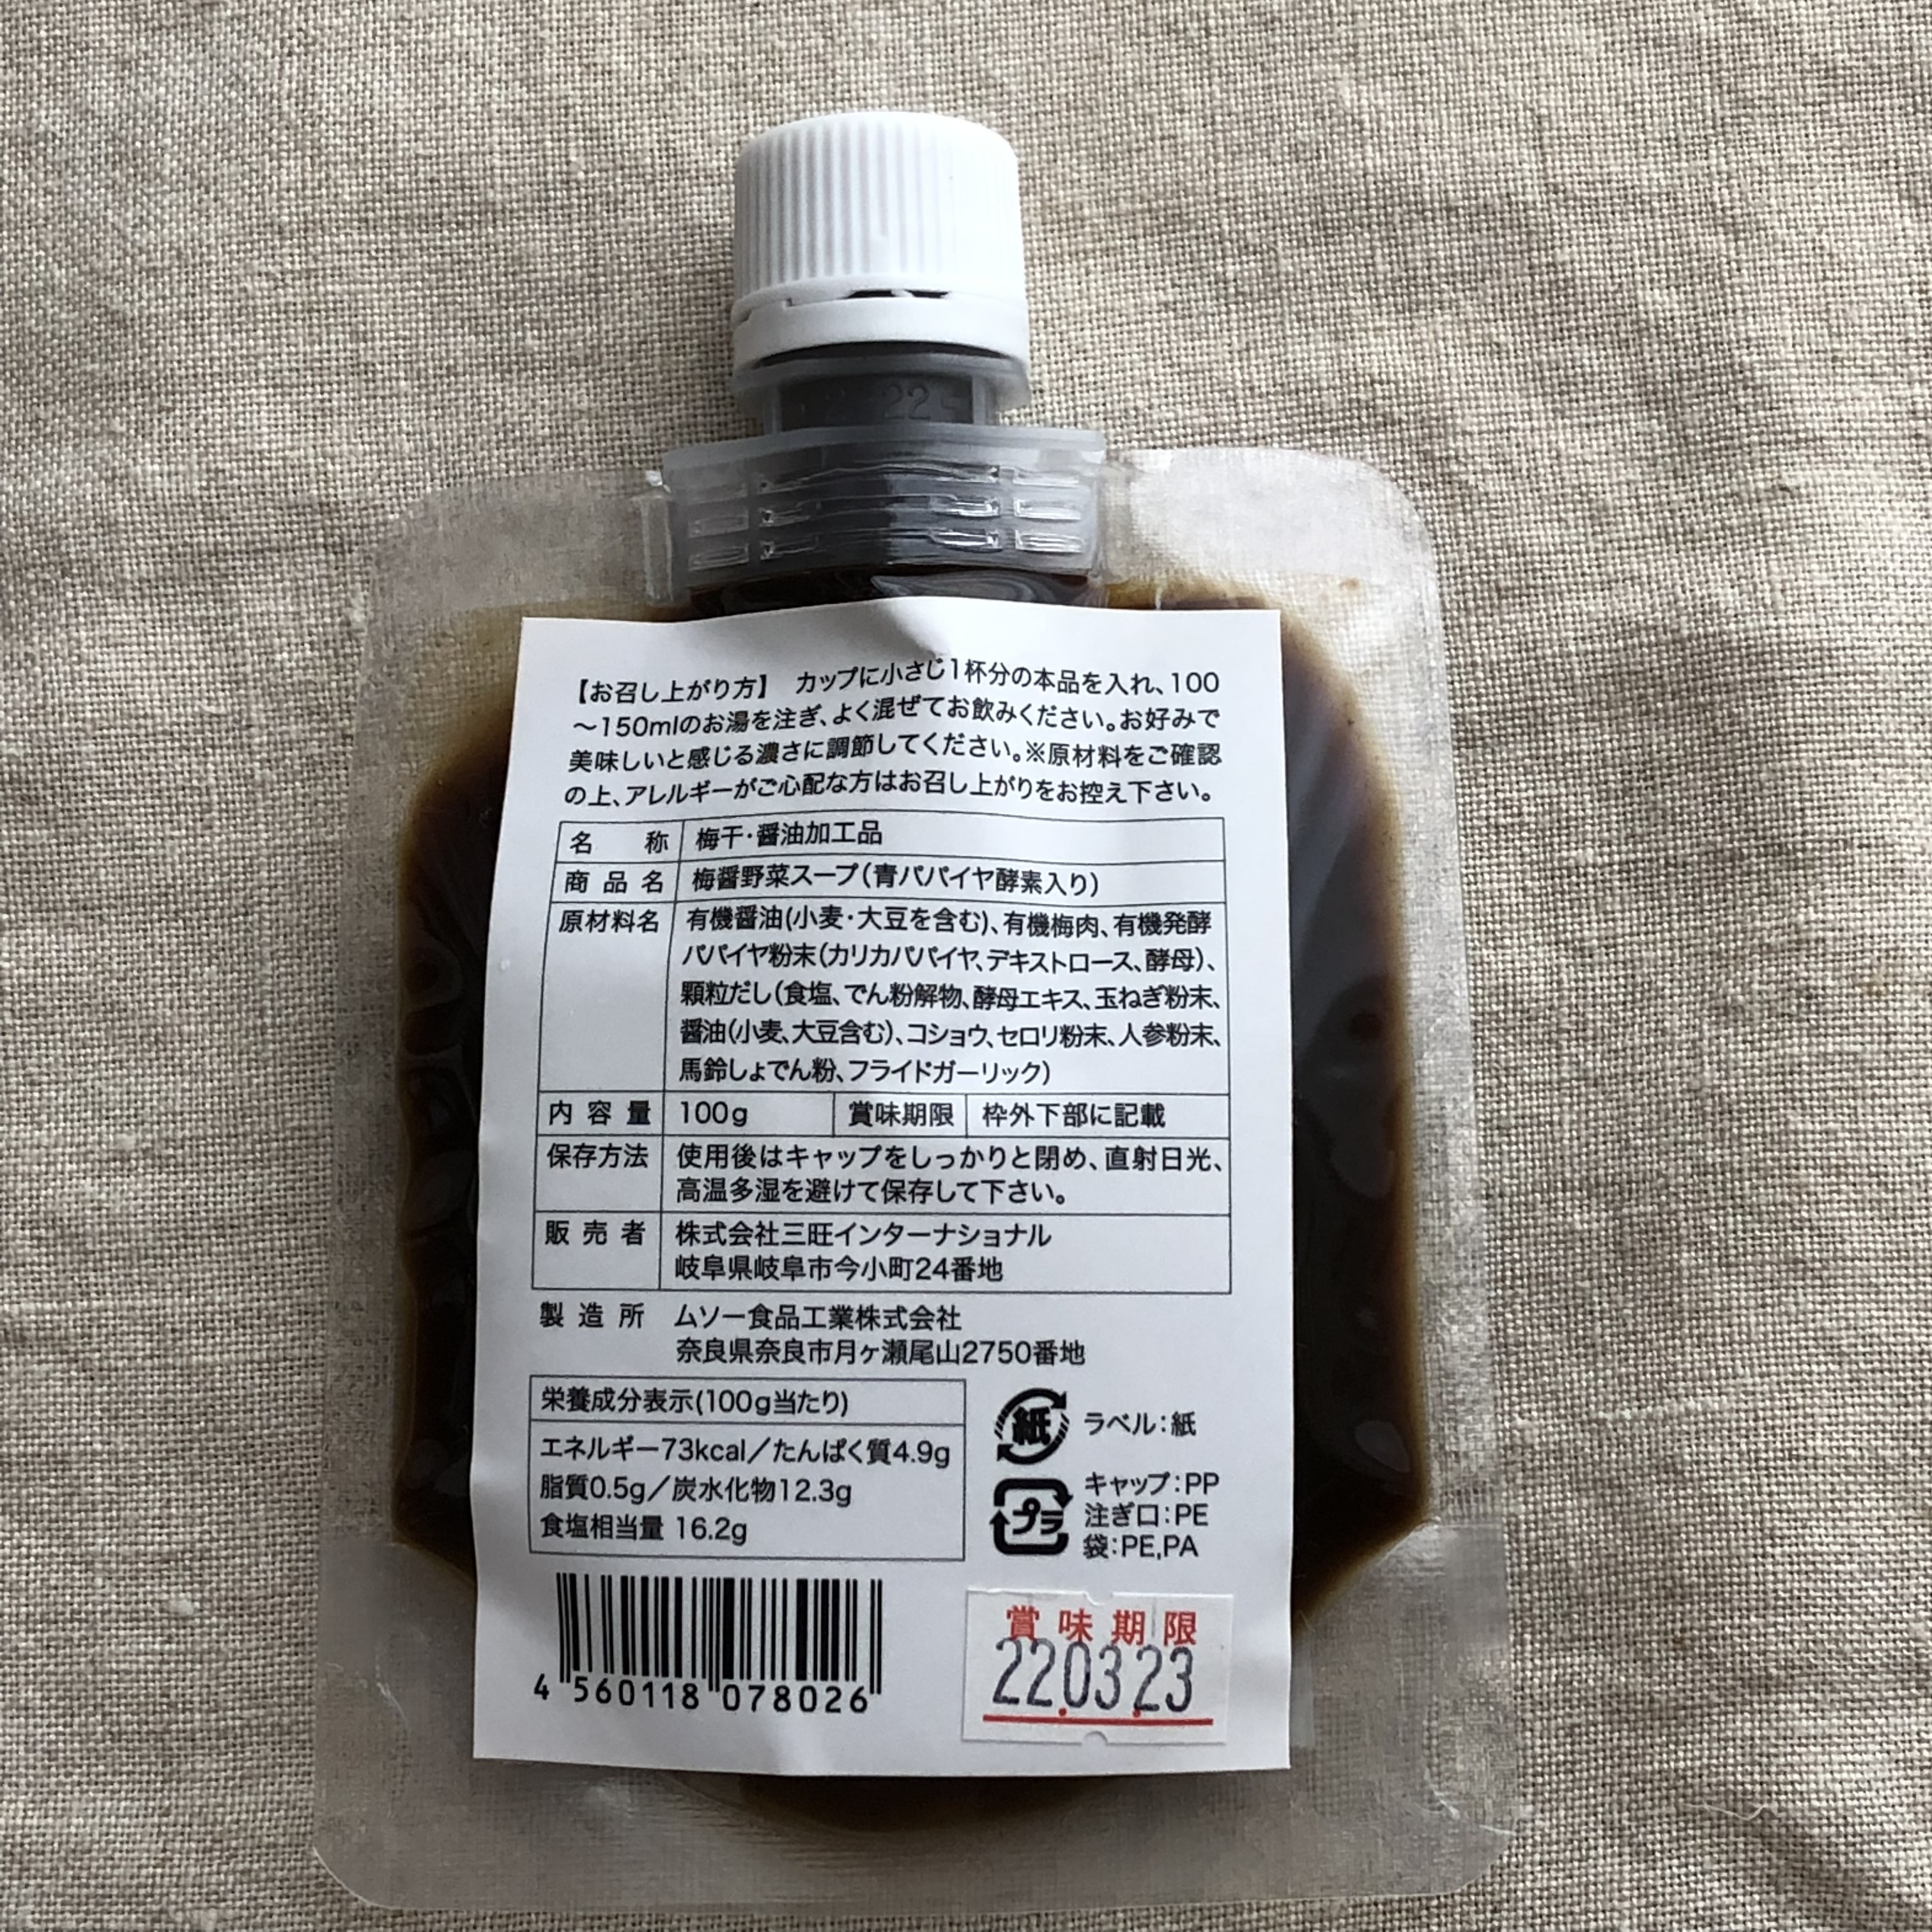 【お召し上がり方】 カップに小さじ1杯分の本品を入れ、100
～150mlのお湯を注ぎ、よく混ぜてお飲みください。お好みで
美味しいと感じる濃さに調節してください。※原材料をご確認
の上、アレルギーがご心配な方はお召し上がりをお控え下さい。
名称 梅干・醤油加工品
商品名 梅醤野菜スープ（青パパイヤ酵素入り）
原材料名 有機醤油(小麦・大豆を含む)、有機梅肉、有機発酵
パパイヤ粉末（カリカパパイヤ、デキストロース、酵母）、
顆粒だし（食塩、でん粉分解物、酵母エキス、玉ねぎ粉末、
醤油（小麦、大豆含む）、コショウ、セロリ粉末、人参粉末、
馬鈴しょでん粉、フライドガーリック）
内容量 100g 賞味期限 枠外下部に記載
保存方法 使用後はキャップをしっかりと閉め、直射日光、
高温多湿を避けて保存して下さい。
販売者 株式会社三旺インターナショナル
岐阜県岐阜市今小町24番地
製造所 ムソー食品工業株式会社
奈良県奈良市月ヶ瀬尾山2750番地
栄養成分表示(100g当たり)
エネルギー73kcal／たんぱく質4.9g
脂質0.5g／炭水化物12.3g
食塩相当量 16.2g
紙 ラベル：紙
プラ キャップ：PP
注ぎ口：PE
袋：PE,PA
4 560118 078026
賞味期限
22.03.23